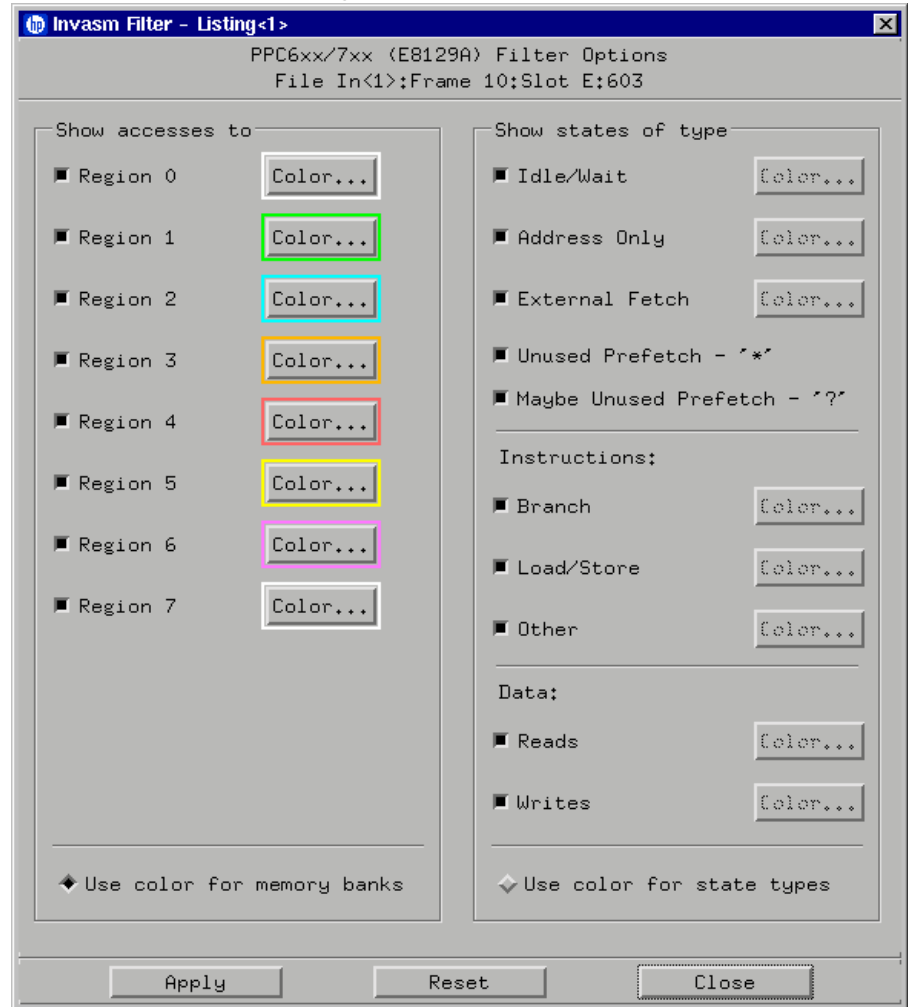 hp Invasm Filter - Listing<1>
PPC6xx/7xx (E8129A) Filter Options
File In<1>:Frame 10:Slot E:603
Show accesses to
Region 0 Color...
Region 1 Color...
Region 2 Color...
Region 3 Color...
Region 4 Color...
Region 5 Color...
Region 6 Color...
Region 7 Color...
Use color for memory banks
Show states of type
Idle/Wait Color...
Address Only Color...
External Fetch Color...
Unused Prefetch - '*'
Maybe Unused Prefetch - '?'
Instructions:
Branch Color...
Load/Store Color...
Other Color...
Data:
Reads Color...
Writes Color...
Use color for state types
Apply Reset Close